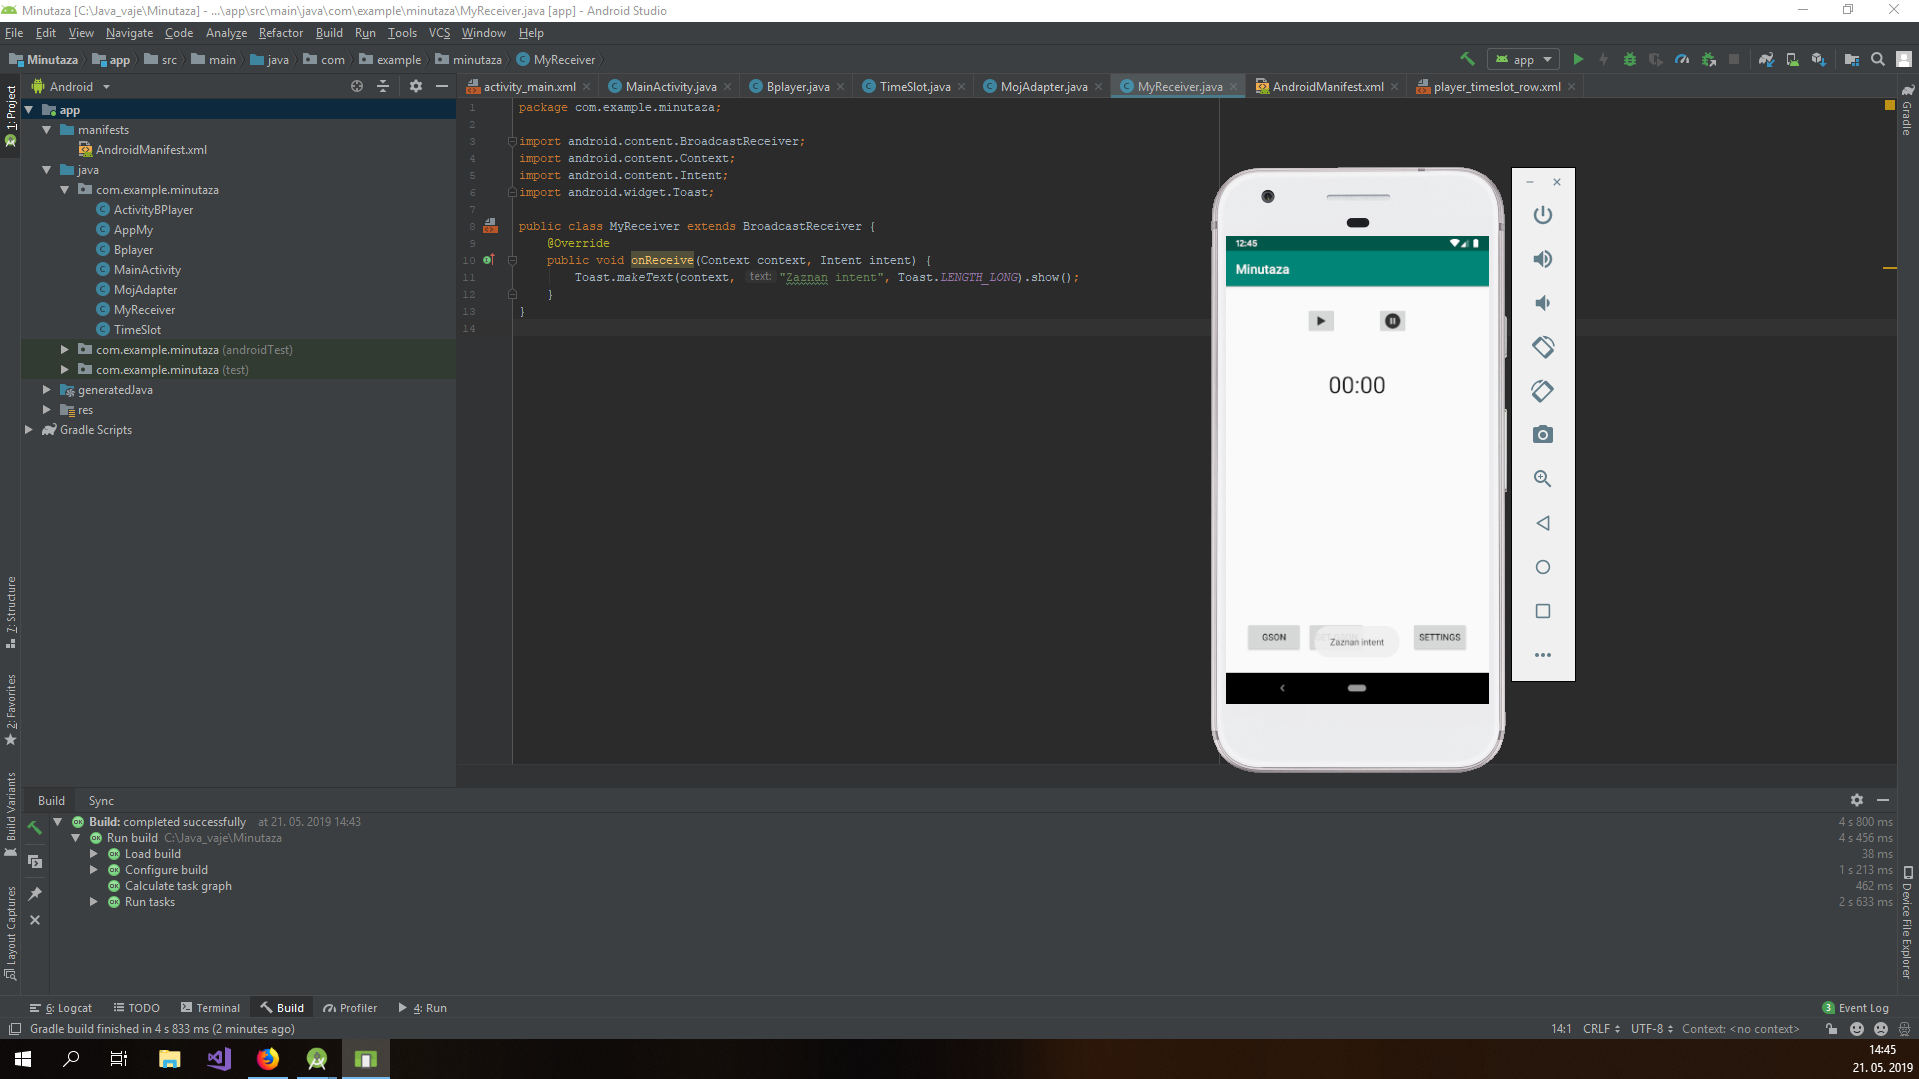 Minutaza [C:\Java_vaje\Minutaza] - ...\app\src\main\java\com\example\minutaza\MyReceiver.java [app] - Android Studio
File Edit View Navigate Code Analyze Refactor Build Run Tools VCS Window Help
Minutaza app src main java com example minutaza MyReceiver
app
Android
activity_main.xml MainActivity.java Bplayer.java TimeSlot.java MojAdapter.java MyReceiver.java AndroidManifest.xml player_timeslot_row.xml
1: Project
7: Structure
2: Favorites
Build Variants
Layout Captures
Gradle
Device File Explorer
app
manifests
AndroidManifest.xml
java
com.example.minutaza
ActivityBPlayer
AppMy
Bplayer
MainActivity
MojAdapter
MyReceiver
TimeSlot
com.example.minutaza (androidTest)
com.example.minutaza (test)
generatedJava
res
Gradle Scripts
1 package com.example.minutaza;
2
3 import android.content.BroadcastReceiver;
4 import android.content.Context;
5 import android.content.Intent;
6 import android.widget.Toast;
7
8 public class MyReceiver extends BroadcastReceiver {
9 @Override
10 public void onReceive(Context context, Intent intent) {
11 Toast.makeText(context, text: "Zaznan intent", Toast.LENGTH_LONG).show();
12 }
13 }
14
12:45
Minutaza
00:00
GSON
Zaznan intent
SETTINGS
Build Sync
Build: completed successfully at 21. 05. 2019 14:43 4 s 800 ms
Run build C:\Java_vaje\Minutaza 4 s 456 ms
Load build 38 ms
Configure build 1 s 213 ms
Calculate task graph 462 ms
Run tasks 2 s 633 ms
6: Logcat TODO Terminal Build Profiler 4: Run 3 Event Log
Gradle build finished in 4 s 833 ms (2 minutes ago) 14:1 CRLF UTF-8 Context: <no context>
14:45
21. 05. 2019